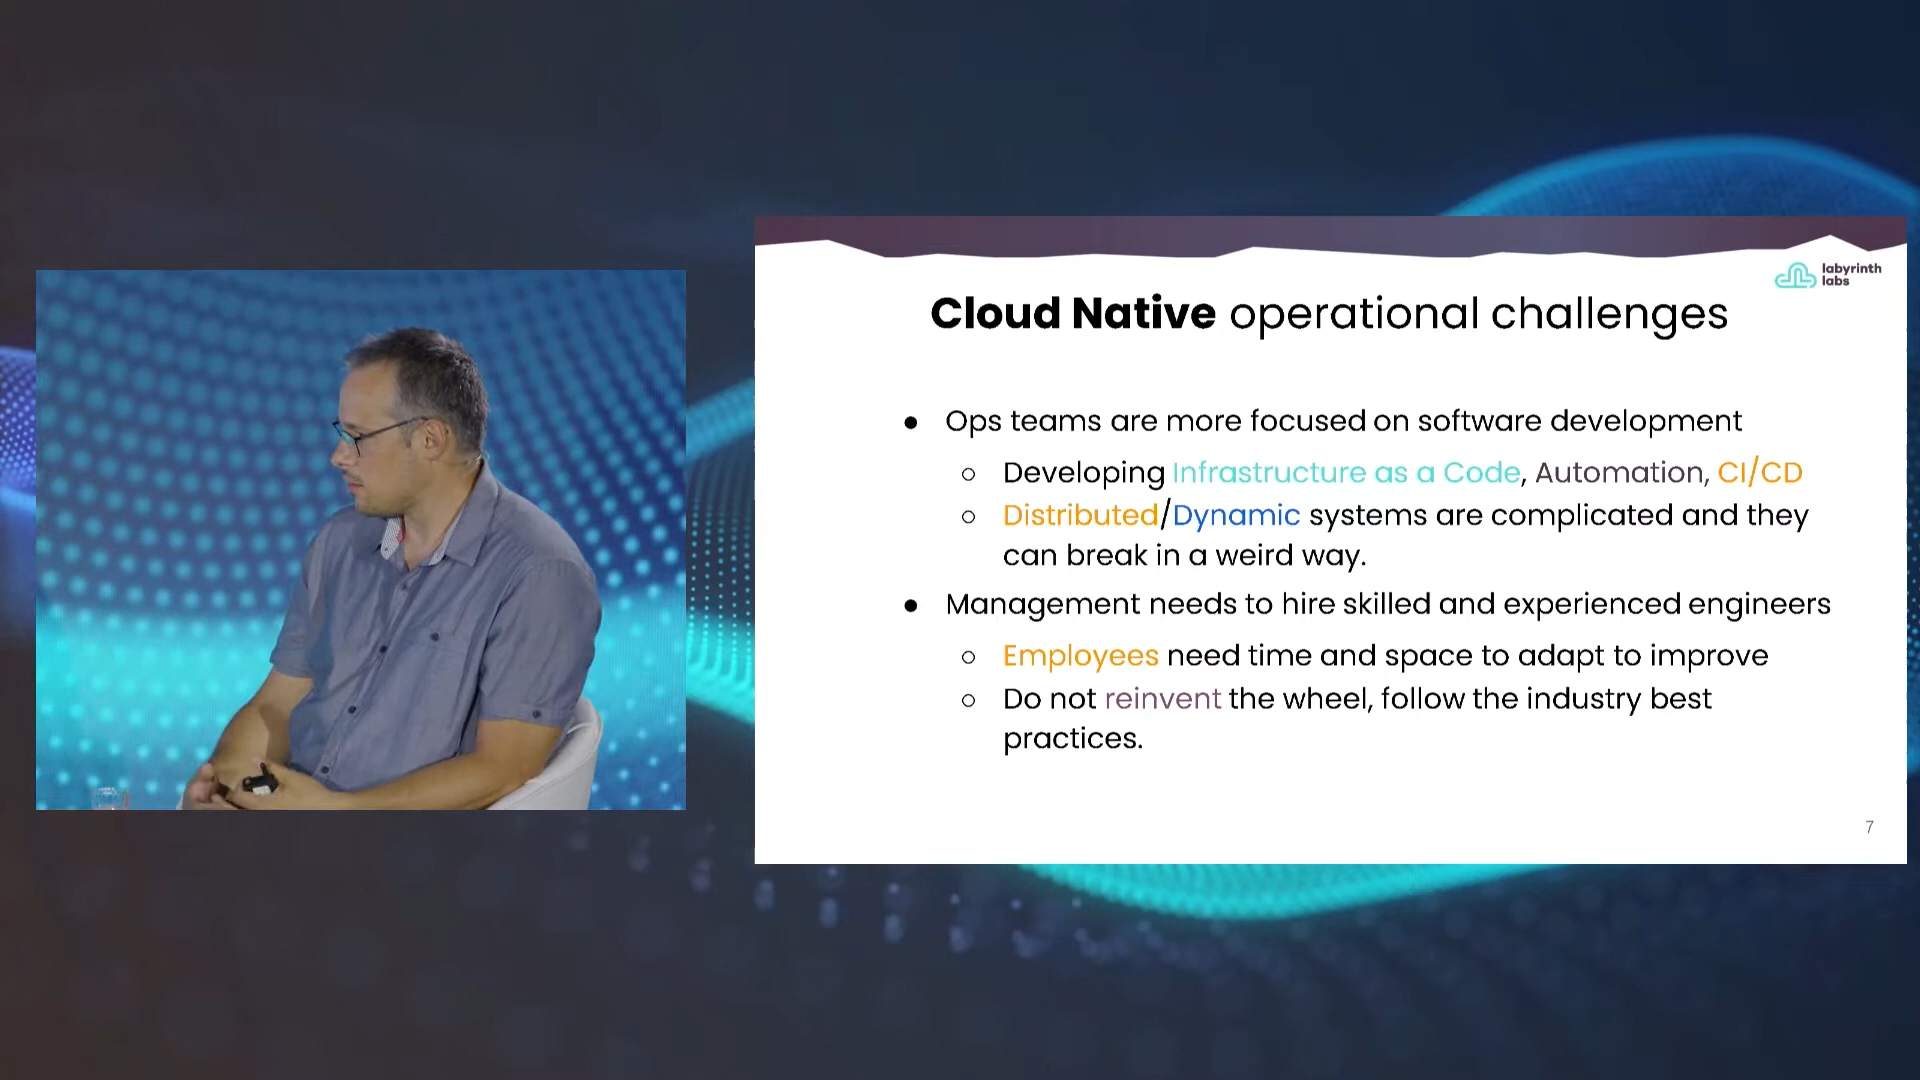 labyrinth
labs
Cloud Native operational challenges
● Ops teams are more focused on software development
○ Developing Infrastructure as a Code, Automation, CI/CD
○ Distributed/Dynamic systems are complicated and they
can break in a weird way.
● Management needs to hire skilled and experienced engineers
○ Employees need time and space to adapt to improve
○ Do not reinvent the wheel, follow the industry best
practices.
7